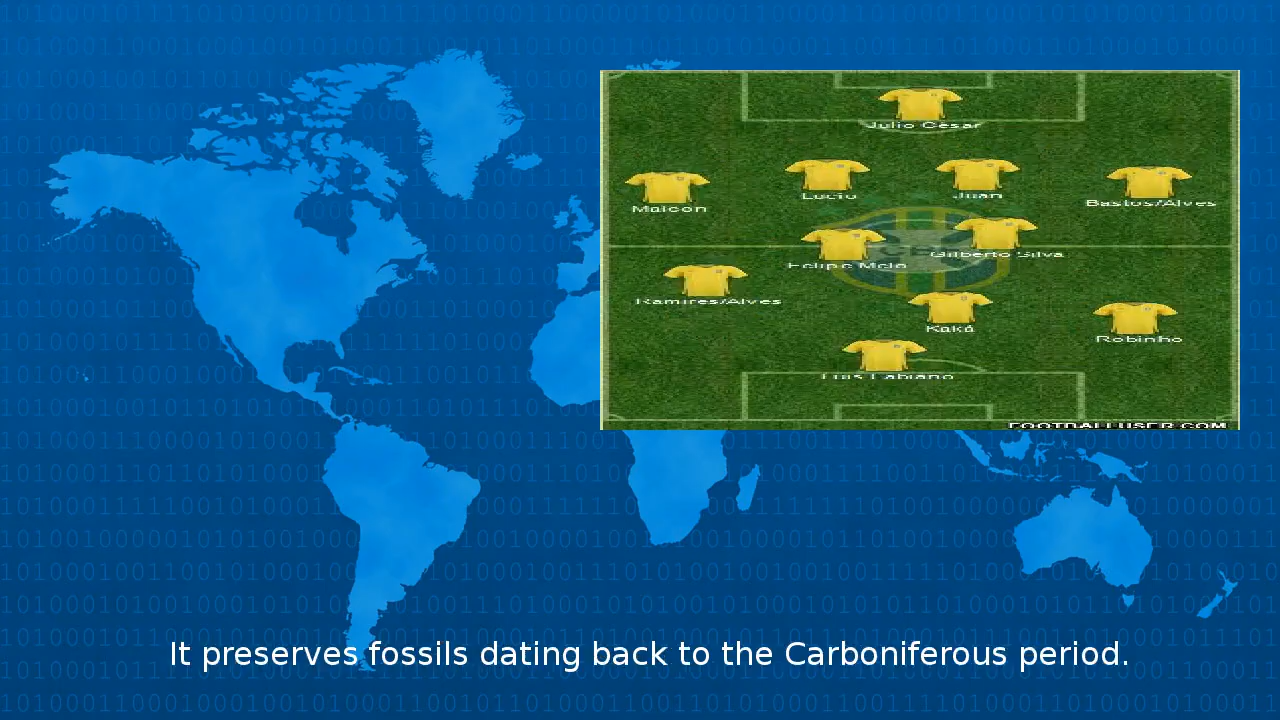 Julio César
Maicon
Lucio
Juan
Bastos/Alves
Felipe Melo
Gilberto Silva
Ramires/Alves
Kaká
Robinho
Luis Fabiano
FOOTBALLUSER.COM
It preserves fossils dating back to the Carboniferous period.